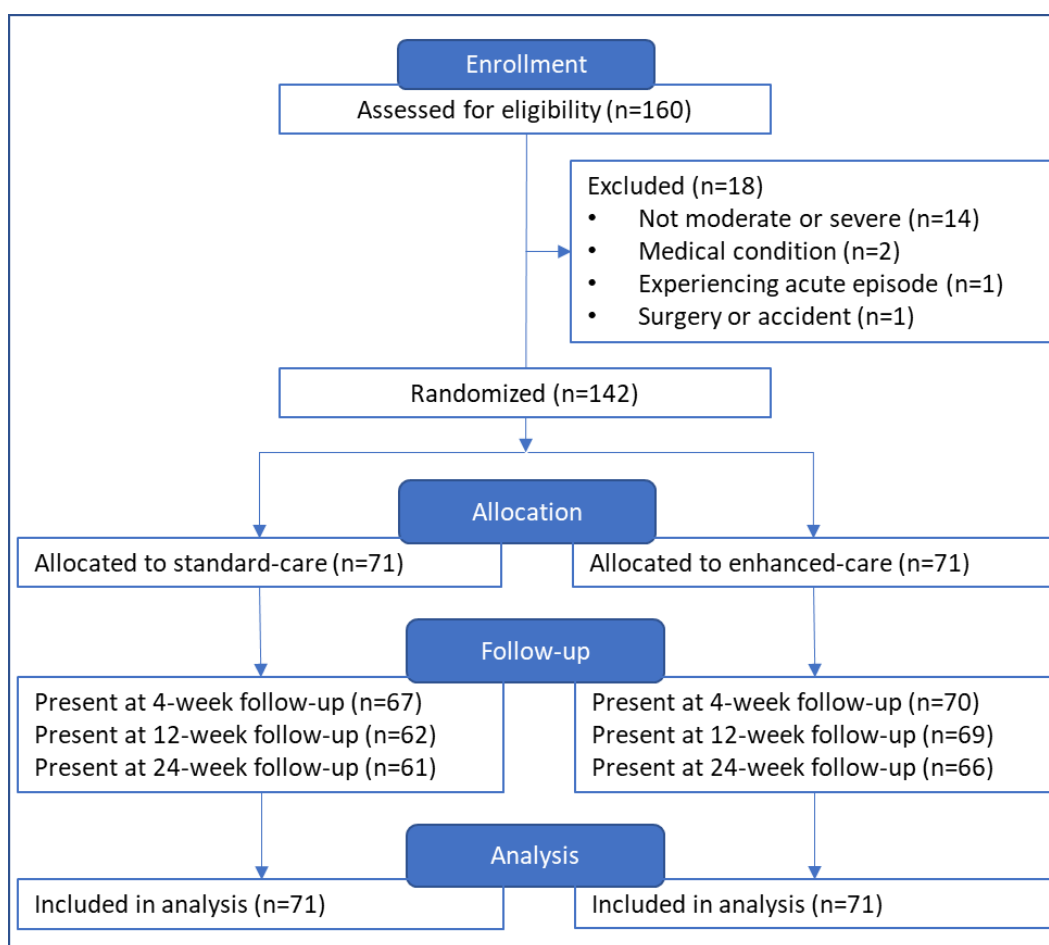 Enrollment
Assessed for eligibility (n=160)
Excluded (n=18)
• Not moderate or severe (n=14)
• Medical condition (n=2)
• Experiencing acute episode (n=1)
• Surgery or accident (n=1)
Randomized (n=142)
Allocation
Allocated to standard-care (n=71)
Allocated to enhanced-care (n=71)
Follow-up
Present at 4-week follow-up (n=67)
Present at 12-week follow-up (n=62)
Present at 24-week follow-up (n=61)
Present at 4-week follow-up (n=70)
Present at 12-week follow-up (n=69)
Present at 24-week follow-up (n=66)
Analysis
Included in analysis (n=71)
Included in analysis (n=71)